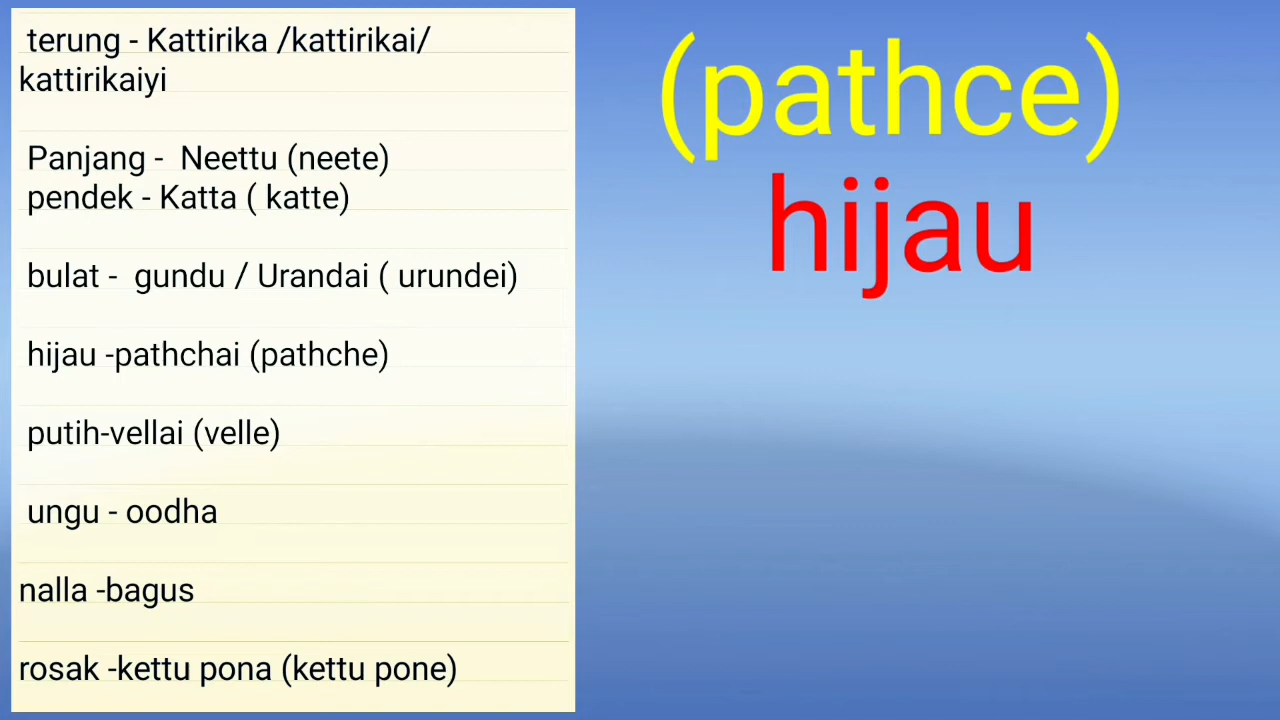 terung - Kattirika /kattirikai/
kattirikaiyi
Panjang - Neettu (neete)
pendek - Katta ( katte)
bulat - gundu / Urandai ( urundei)
hijau -pathchai (pathche)
putih-vellai (velle)
ungu - oodha
nalla -bagus
rosak -kettu pona (kettu pone)
(pathce)
hijau